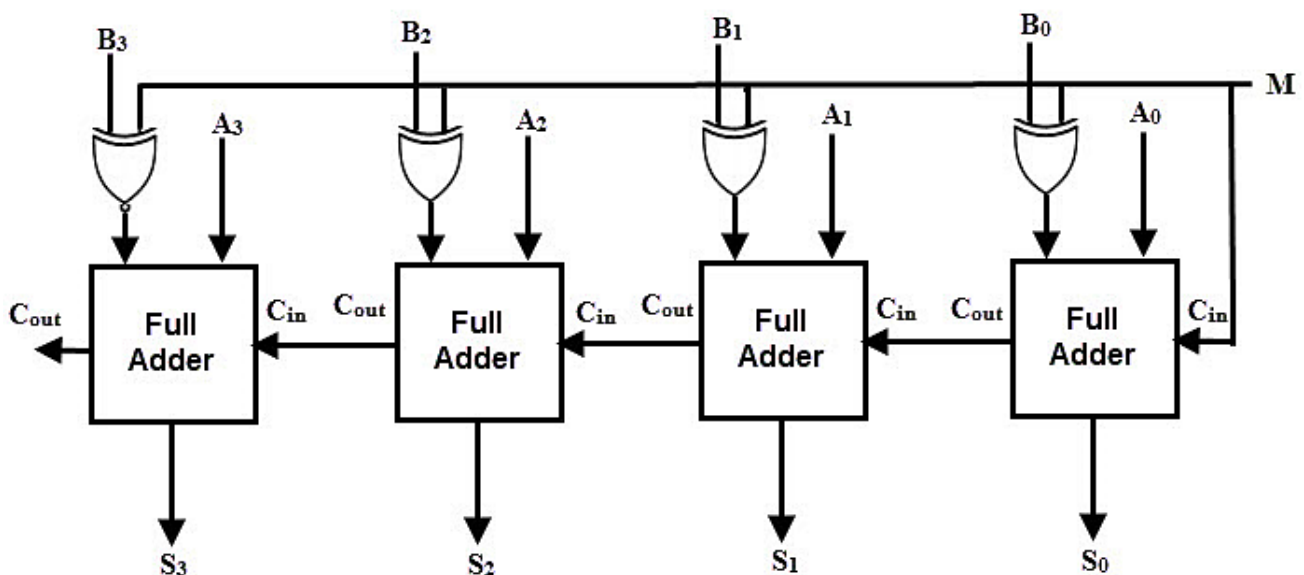 B₃
B₂
B₁
B₀
M
A₃
A₂
A₁
A₀
Cout
Full
Adder
Cin
Cout
Full
Adder
Cin
Cout
Full
Adder
Cin
Cout
Full
Adder
Cin
S₃
S₂
S₁
S₀